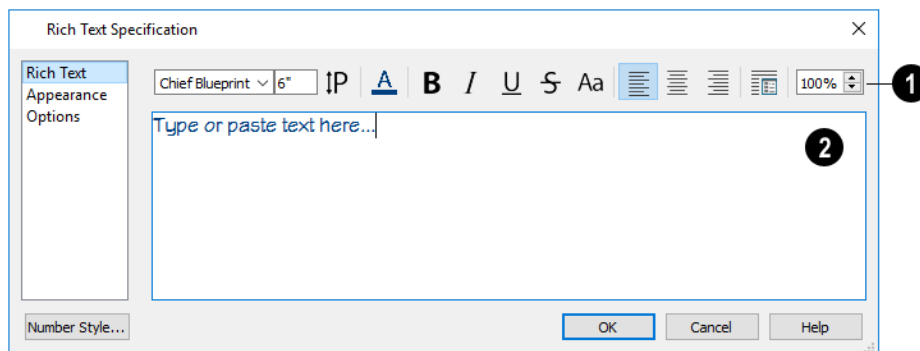 Rich Text Specification
Rich Text
Appearance
Options
Chief Blueprint 6" P A B I U S Aa 100% 1
Type or paste text here...
2
Number Style...
OK Cancel Help